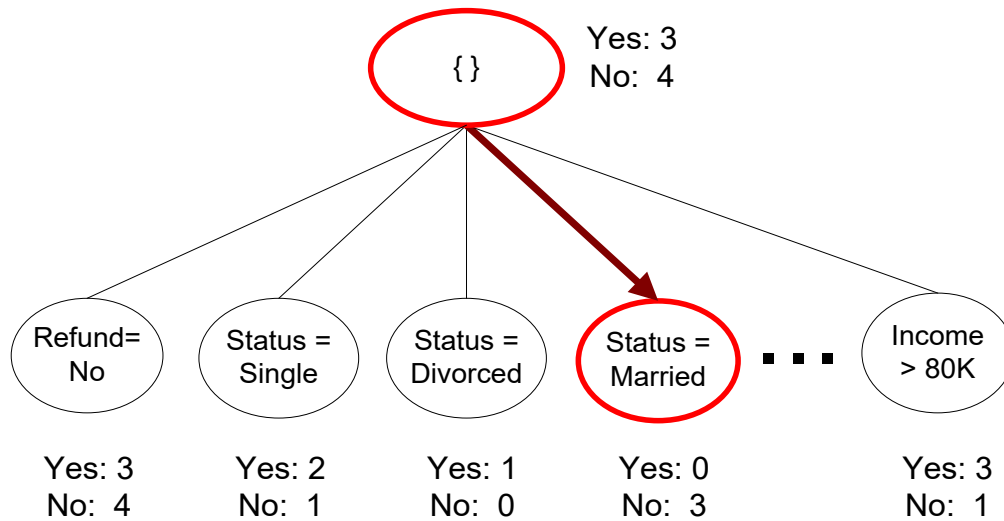 { }
Yes: 3
No: 4
Refund=
No
Status =
Single
Status =
Divorced
Status =
Married
Income
> 80K
Yes: 3
No: 4
Yes: 2
No: 1
Yes: 1
No: 0
Yes: 0
No: 3
Yes: 3
No: 1